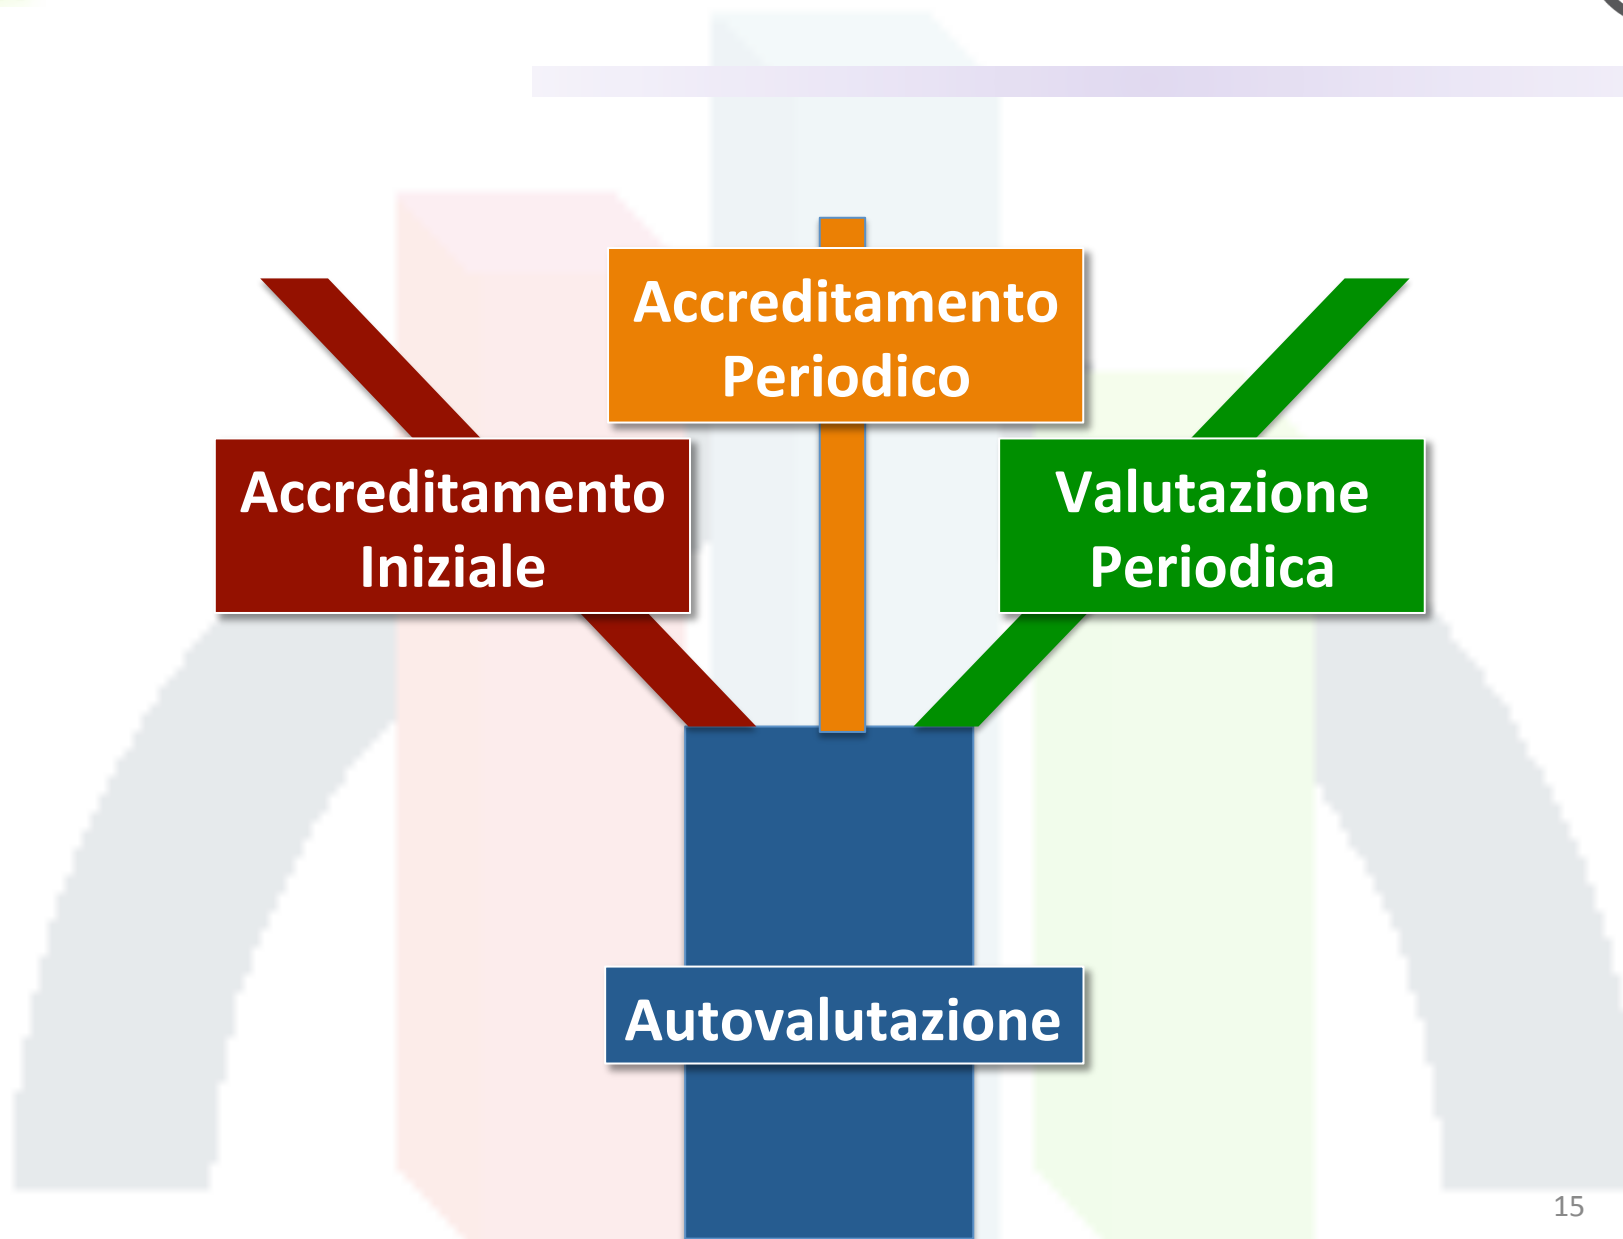 Accreditamento
Periodico
Accreditamento
Iniziale
Valutazione
Periodica
Autovalutazione
15